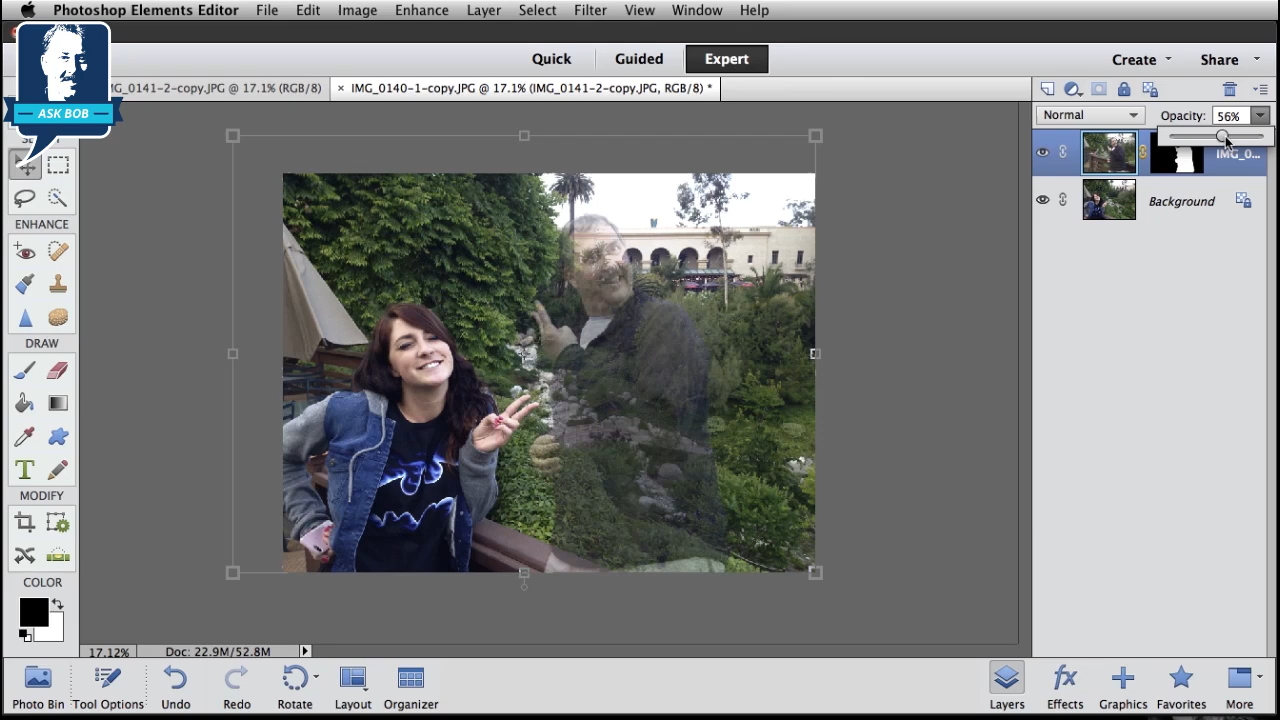 Photoshop Elements Editor File Edit Image Enhance Layer Select Filter View Window Help
Quick Guided Expert Create Share
MG_0141-2-copy.JPG @ 17.1% (RGB/8) × IMG_0140-1-copy.JPG @ 17.1% (IMG_0141-2-copy.JPG, RGB/8) *
ASK BOB
Normal Opacity: 56%
IMG_0...
Background
ENHANCE
DRAW
MODIFY
COLOR
17.12% Doc: 22.9M/52.8M
Photo Bin Tool Options Undo Redo Rotate Layout Organizer Layers Effects Graphics Favorites More